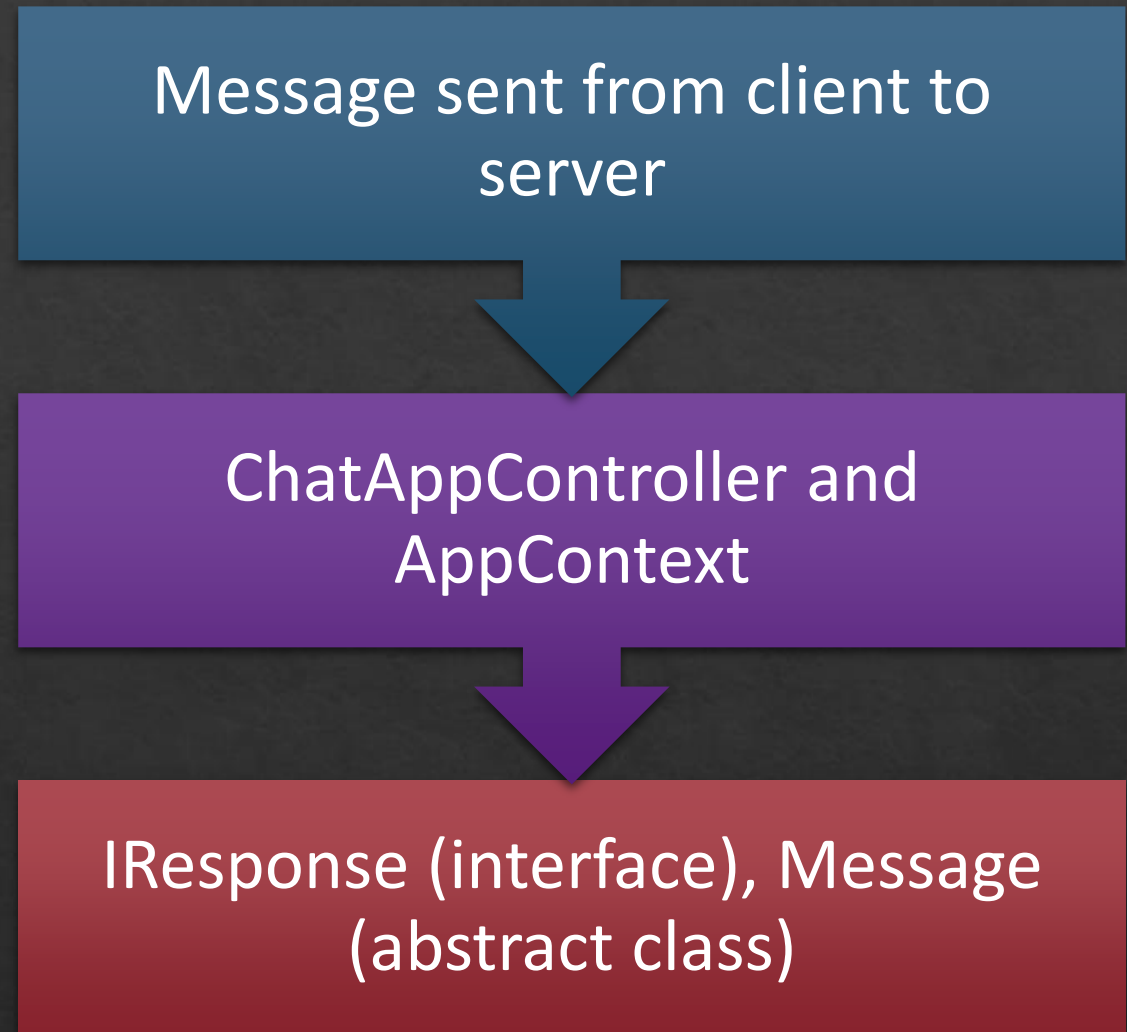 Message sent from client to
server
ChatAppController and
AppContext
IResponse (interface), Message
(abstract class)